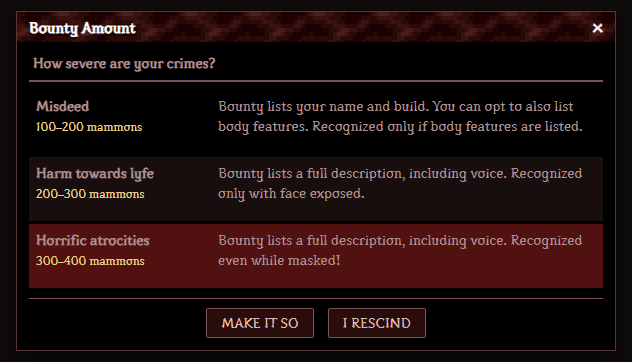 Bounty Amount
How severe are your crimes?
Misdeed
100–200 mammons
Bounty lists your name and build. You can opt to also list
body features. Recognized only if body features are listed.
Harm towards lyfe
200–300 mammons
Bounty lists a full description, including voice. Recognized
only with face exposed.
Horrific atrocities
300–400 mammons
Bounty lists a full description, including voice. Recognized
even while masked!
MAKE IT SO
I RESCIND